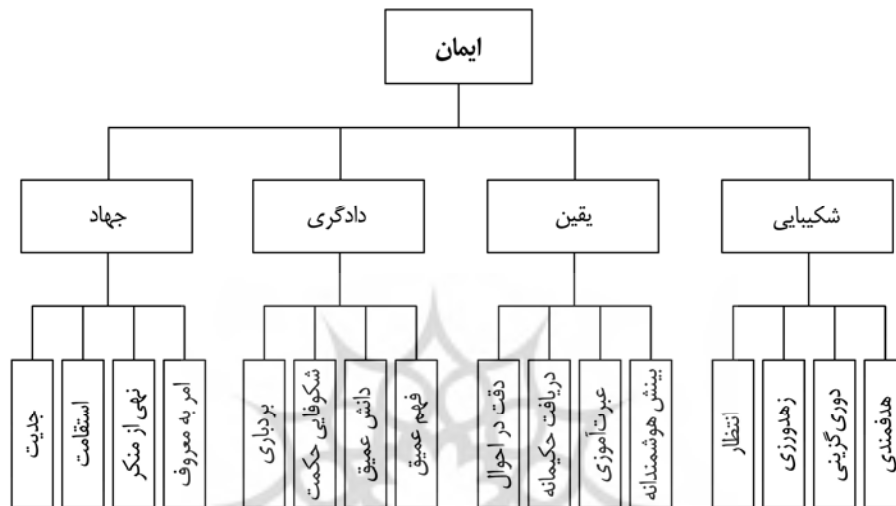 ایمان
شکیبایی
یقین
دادگری
جهاد
هدفمندی
دوری گزینی
زهدورزی
انتظار
بینش هوشمندانه
عبرت‌آموزی
دریافت حکیمانه
دقت در احوال
فهم عمیق
دانش عمیق
شکوفایی حکمت
بردباری
امر به معروف
نهی از منکر
استقامت
جدیت